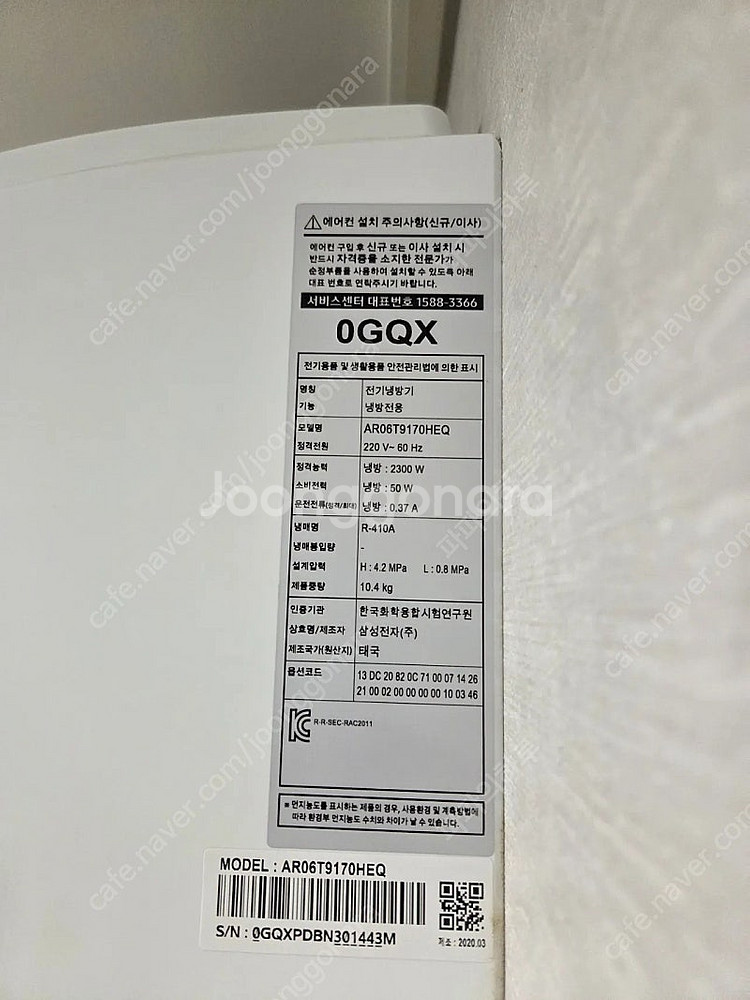 ⚠에어컨 설치 주의사항(신규/이사)
에어컨 구입 후 신규 또는 이사 설치 시
반드시 자격증을 소지한 전문가가
순정부품을 사용하여 설치할 수 있도록 아래
대표 번호로 연락주시기 바랍니다.
서비스센터 대표번호 1588-3366
0GQX
전기용품 및 생활용품 안전관리법에 의한 표시
명칭 전기냉방기
기능 냉방전용
모델명 AR06T9170HEQ
정격전원 220 V~ 60 Hz
정격능력 냉방 : 2300 W
소비전력 냉방 : 50 W
운전전류(정격/최대) 냉방 : 0.37 A
냉매명 R-410A
냉매봉입량 -
설계압력 H : 4.2 MPa L : 0.8 MPa
제품중량 10.4 kg
인증기관 한국화학융합시험연구원
상호명/제조자 삼성전자(주)
제조국가(원산지) 태국
옵션코드 13 DC 20 82 0C 71 00 07 14 26
21 00 02 00 00 00 00 10 03 46
R-R-SEC-RAC2011
※ 먼지농도를 표시하는 제품의 경우, 사용환경 및 계측방법에
따라 환경부 먼지농도 수치와 차이가 날 수 있습니다.
MODEL : AR06T9170HEQ
S/N : 0GQXPDBN301443M
제조 : 2020.03
Joonggonara
cafe.naver.com/joonggonara